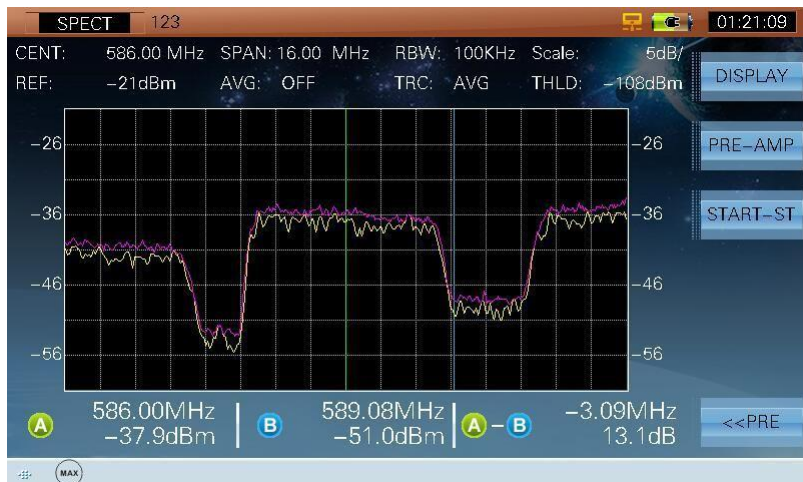 SPECT 123 01:21:09
CENT: 586.00 MHz SPAN: 16.00 MHz RBW: 100KHz Scale: 5dB/
REF: −21dBm AVG: OFF TRC: AVG THLD: −108dBm
DISPLAY
−26 −26
PRE−AMP
−36 −36
START−ST
−46 −46
−56 −56
A 586.00MHz B 589.08MHz A−B −3.09MHz
−37.9dBm −51.0dBm 13.1dB
<<PRE
MAX